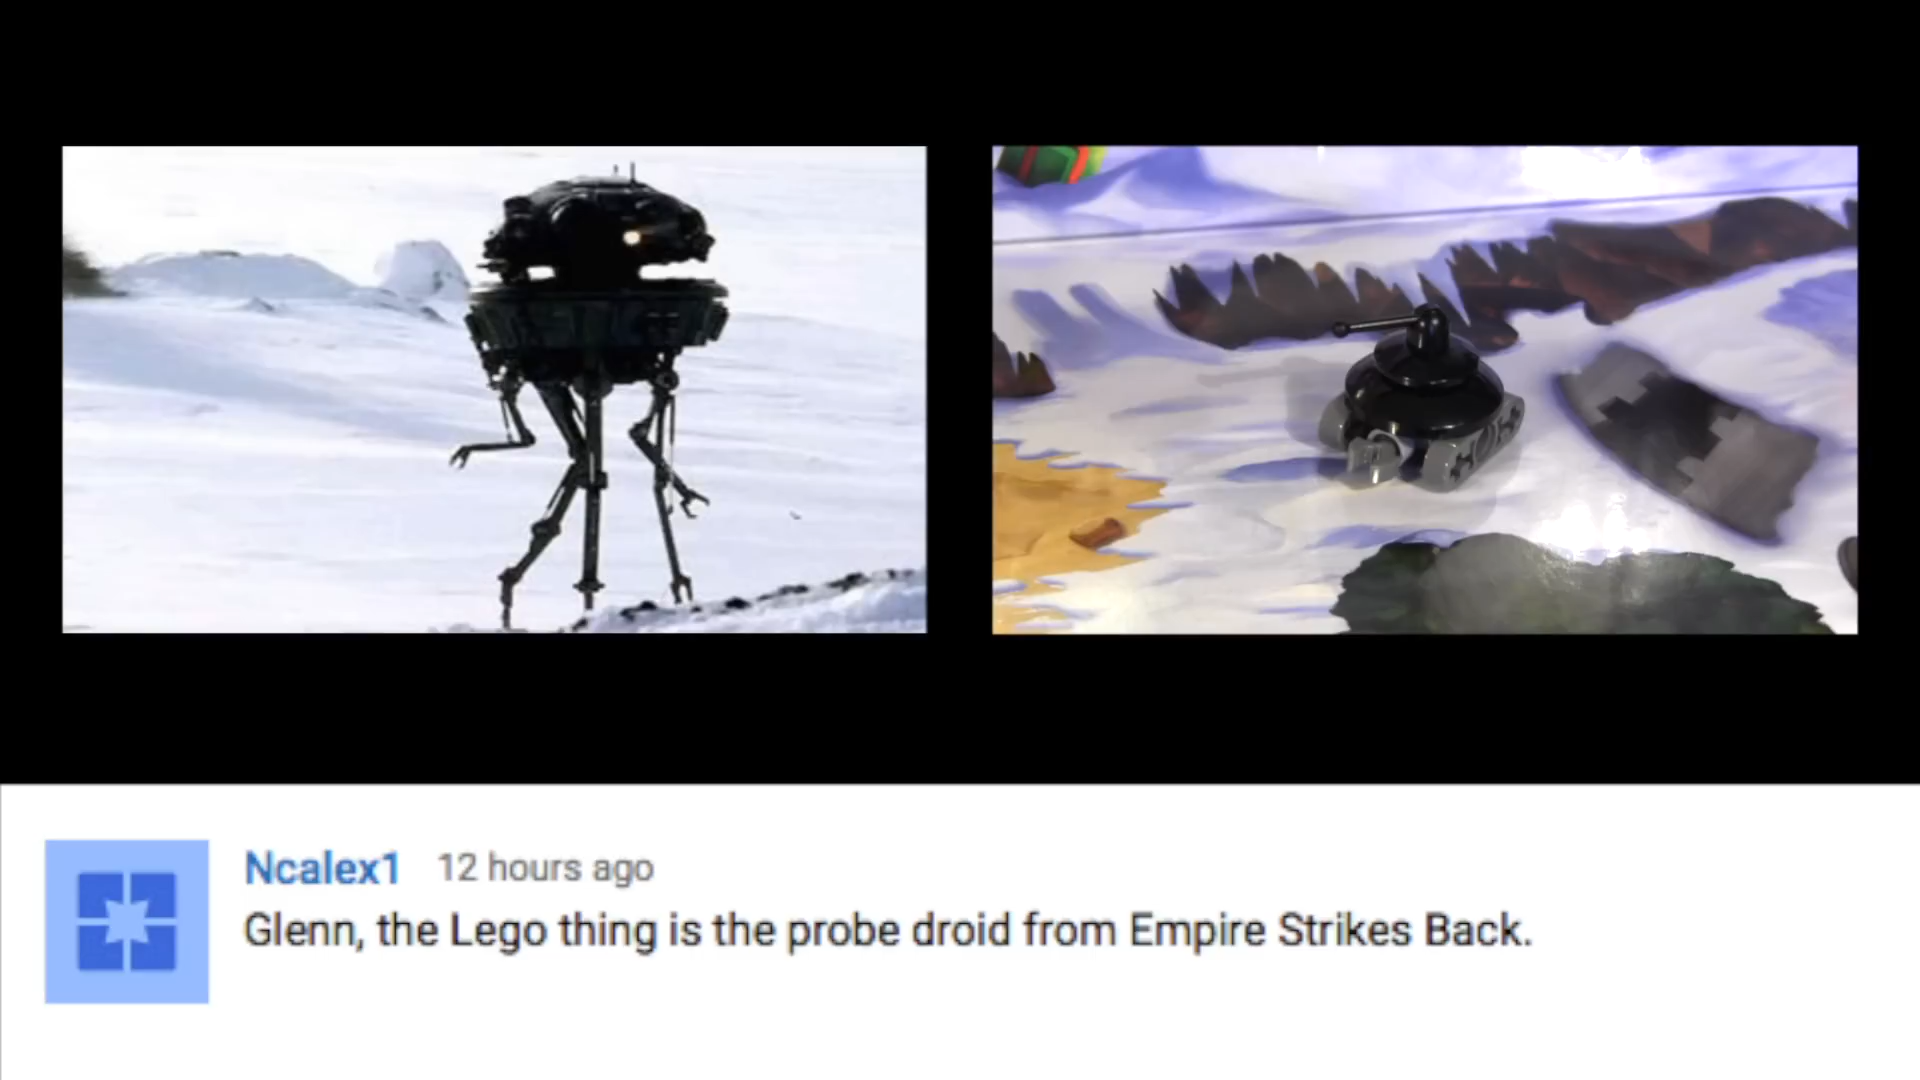 Ncalex1 12 hours ago
Glenn, the Lego thing is the probe droid from Empire Strikes Back.